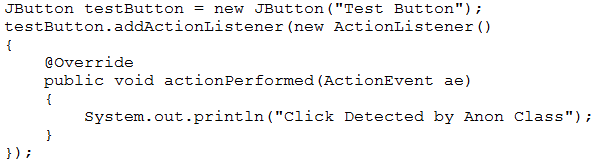 JButton testButton = new JButton("Test Button");
testButton.addActionListener(new ActionListener()
{
    @Override
    public void actionPerformed(ActionEvent ae)
    {
        System.out.println("Click Detected by Anon Class");
    }
});